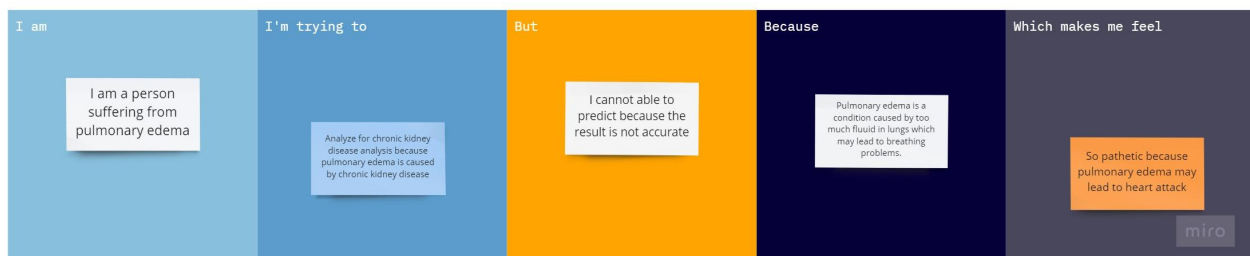 I am
I am a person
suffering from
pulmonary edema
I'm trying to
Analyze for chronic kidney
disease analysis because
pulmonary edema is caused
by chronic kidney disease
But
I cannot able to
predict because the
result is not accurate
Because
Pulmonary edema is a
condition caused by too
much fluuid in lungs which
may lead to breathing
problems.
Which makes me feel
So pathetic because
pulmonary edema may
lead to heart attack
miro